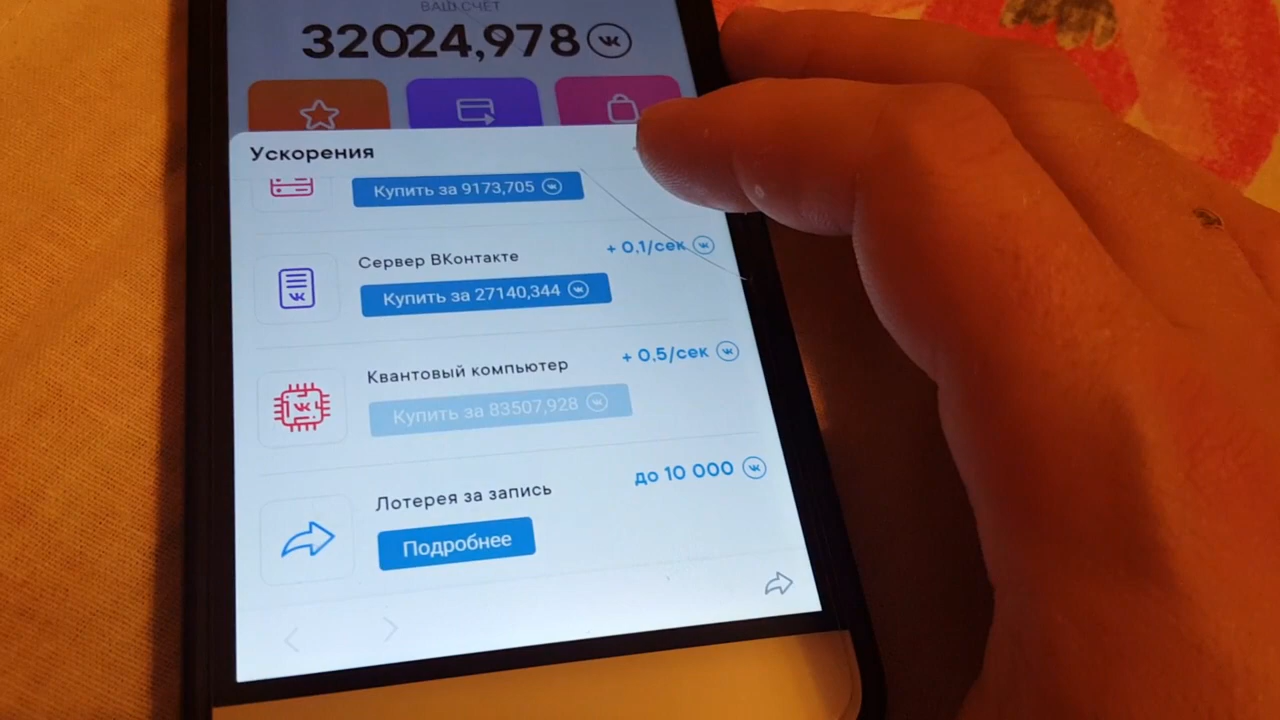 ВАШ СЧЁТ
32024,978
Ускорения
Купить за 9173,705
Сервер ВКонтакте
+ 0,1/сек
Купить за 27140,344
Квантовый компьютер
+ 0,5/сек
Купить за 83507,928
Лотерея за запись
до 10 000
Подробнее